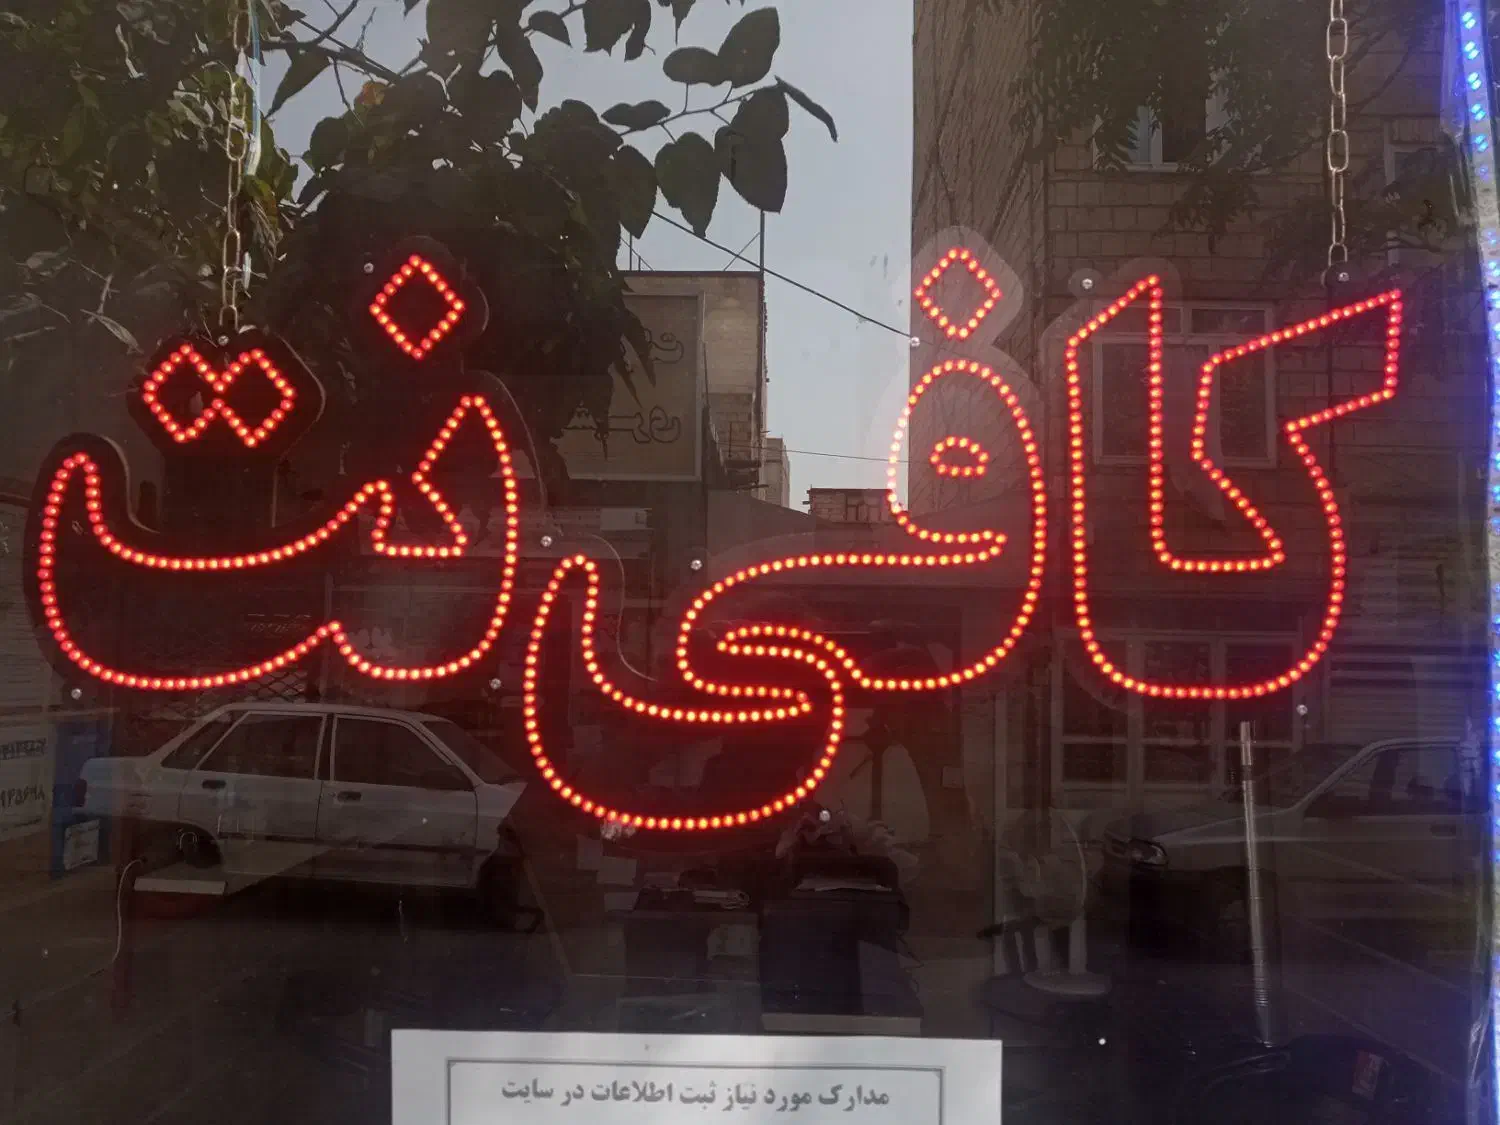 کافی نت
مدارک مورد نیاز ثبت اطلاعات در سایت